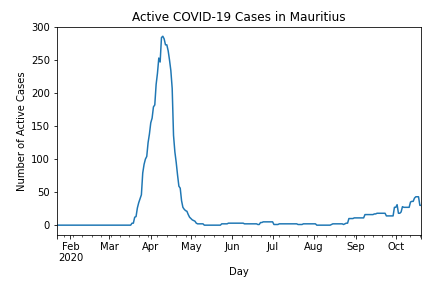 Active COVID-19 Cases in Mauritius
300
250
200
150
100
50
0
Number of Active Cases
Feb Mar Apr May Jun Jul Aug Sep Oct
2020
Day